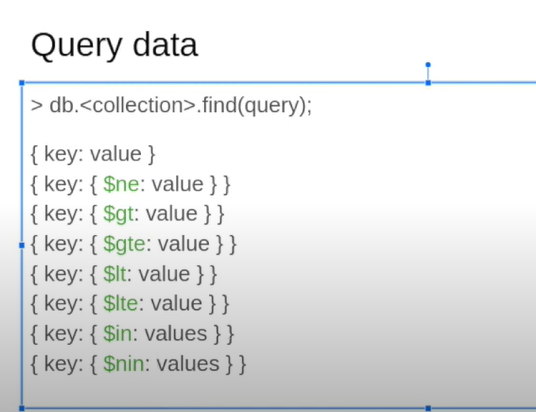 Query data
> db.<collection>.find(query);
{ key: value }
{ key: { $ne: value } }
{ key: { $gt: value } }
{ key: { $gte: value } }
{ key: { $lt: value } }
{ key: { $lte: value } }
{ key: { $in: values } }
{ key: { $nin: values } }